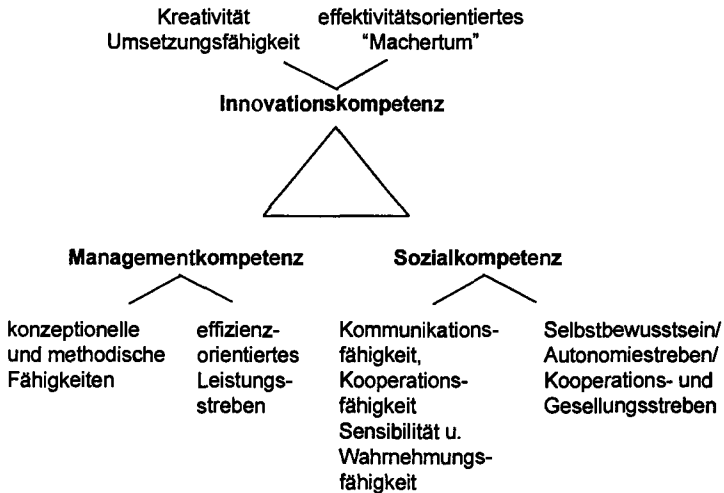 Kreativität
Umsetzungsfähigkeit
effektivitätsorientiertes
"Machertum"
Innovationskompetenz
Managementkompetenz
Sozialkompetenz
konzeptionelle
und methodische
Fähigkeiten
effizienz-
orientiertes
Leistungs-
streben
Kommunikations-
fähigkeit,
Kooperations-
fähigkeit
Sensibilität u.
Wahrnehmungs-
fähigkeit
Selbstbewusstsein/
Autonomiestreben/
Kooperations- und
Gesellungsstreben